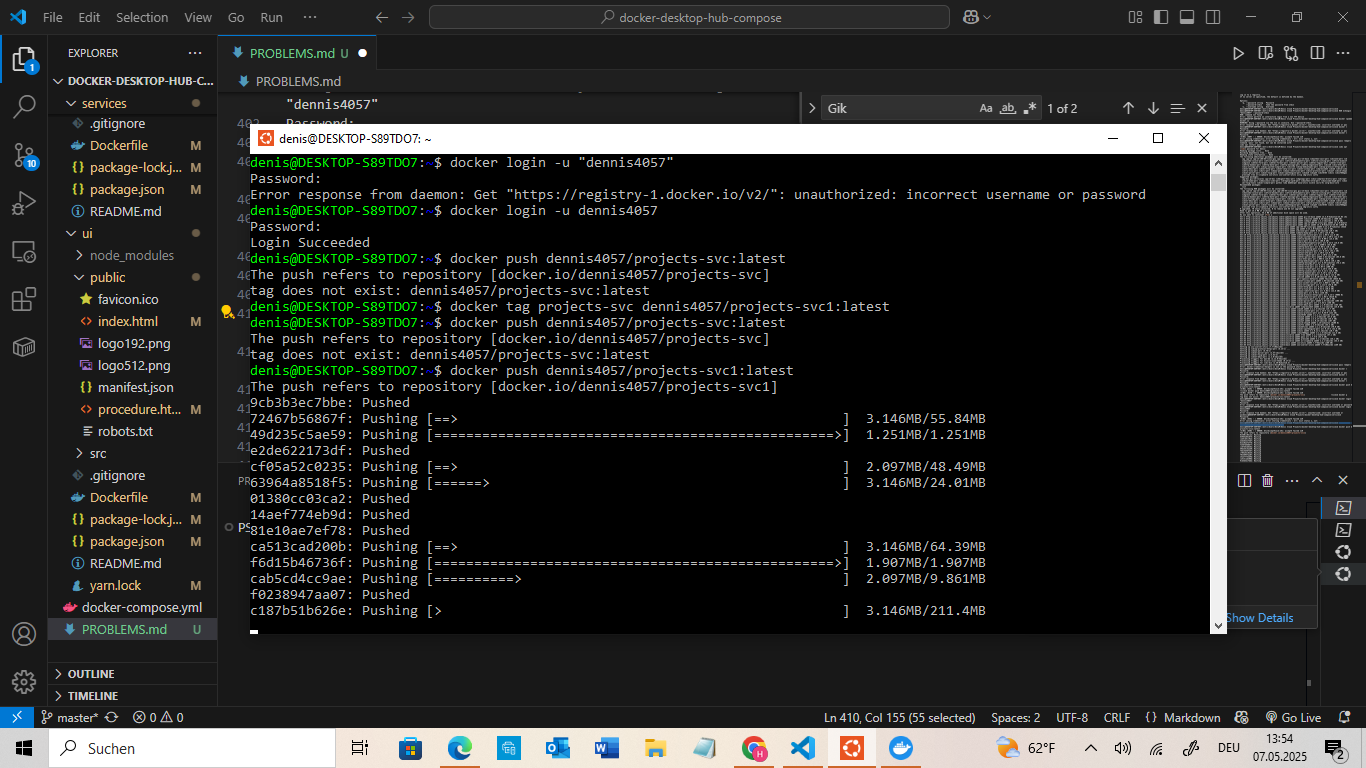 File Edit Selection View Go Run ···
docker-desktop-hub-compose
EXPLORER
DOCKER-DESKTOP-HUB-C...
services
.gitignore
Dockerfile M
package-lock.j... M
package.json M
README.md
ui
node_modules
public
favicon.ico
index.html M
logo192.png
logo512.png
manifest.json
procedure.ht... M
robots.txt
src
.gitignore
Dockerfile M
package-lock.j... M
package.json M
README.md
yarn.lock M
docker-compose.yml
PROBLEMS.md U
OUTLINE
TIMELINE
1
10
PROBLEMS.md U
PROBLEMS.md
"dennis4057"
402 Password:
Gik
Aa ab .*
1 of 2
denis@DESKTOP-S89TDO7: ~
denis@DESKTOP-S89TDO7:~$ docker login -u "dennis4057"
Password:
Error response from daemon: Get "https://registry-1.docker.io/v2/": unauthorized: incorrect username or password
denis@DESKTOP-S89TDO7:~$ docker login -u dennis4057
Password:
Login Succeeded
denis@DESKTOP-S89TDO7:~$ docker push dennis4057/projects-svc:latest
The push refers to repository [docker.io/dennis4057/projects-svc]
tag does not exist: dennis4057/projects-svc:latest
denis@DESKTOP-S89TDO7:~$ docker tag projects-svc dennis4057/projects-svc1:latest
denis@DESKTOP-S89TDO7:~$ docker push dennis4057/projects-svc:latest
The push refers to repository [docker.io/dennis4057/projects-svc]
tag does not exist: dennis4057/projects-svc:latest
denis@DESKTOP-S89TDO7:~$ docker push dennis4057/projects-svc1:latest
The push refers to repository [docker.io/dennis4057/projects-svc1]
9cb3b3ec7bbe: Pushed
72467b56867f: Pushing [==> ] 3.146MB/55.84MB
49d235c5ae59: Pushing [==================================================>] 1.251MB/1.251MB
e2de622173df: Pushed
cf05a52c0235: Pushing [==> ] 2.097MB/48.49MB
63964a8518f5: Pushing [======> ] 3.146MB/24.01MB
01380cc03ca2: Pushed
14aef774eb9d: Pushed
81e10ae7ef78: Pushed
ca513cad200b: Pushing [==> ] 3.146MB/64.39MB
f6d15b46736f: Pushing [==================================================>] 1.907MB/1.907MB
cab5cd4cc9ae: Pushing [==========> ] 2.097MB/9.861MB
f0238947aa07: Pushed
c187b51b626e: Pushing [> ] 3.146MB/211.4MB
Show Details
master* 0 0
Ln 410, Col 155 (55 selected) Spaces: 2 UTF-8 CRLF {} Markdown Go Live
Suchen
62°F
DEU
13:54
07.05.2025
2